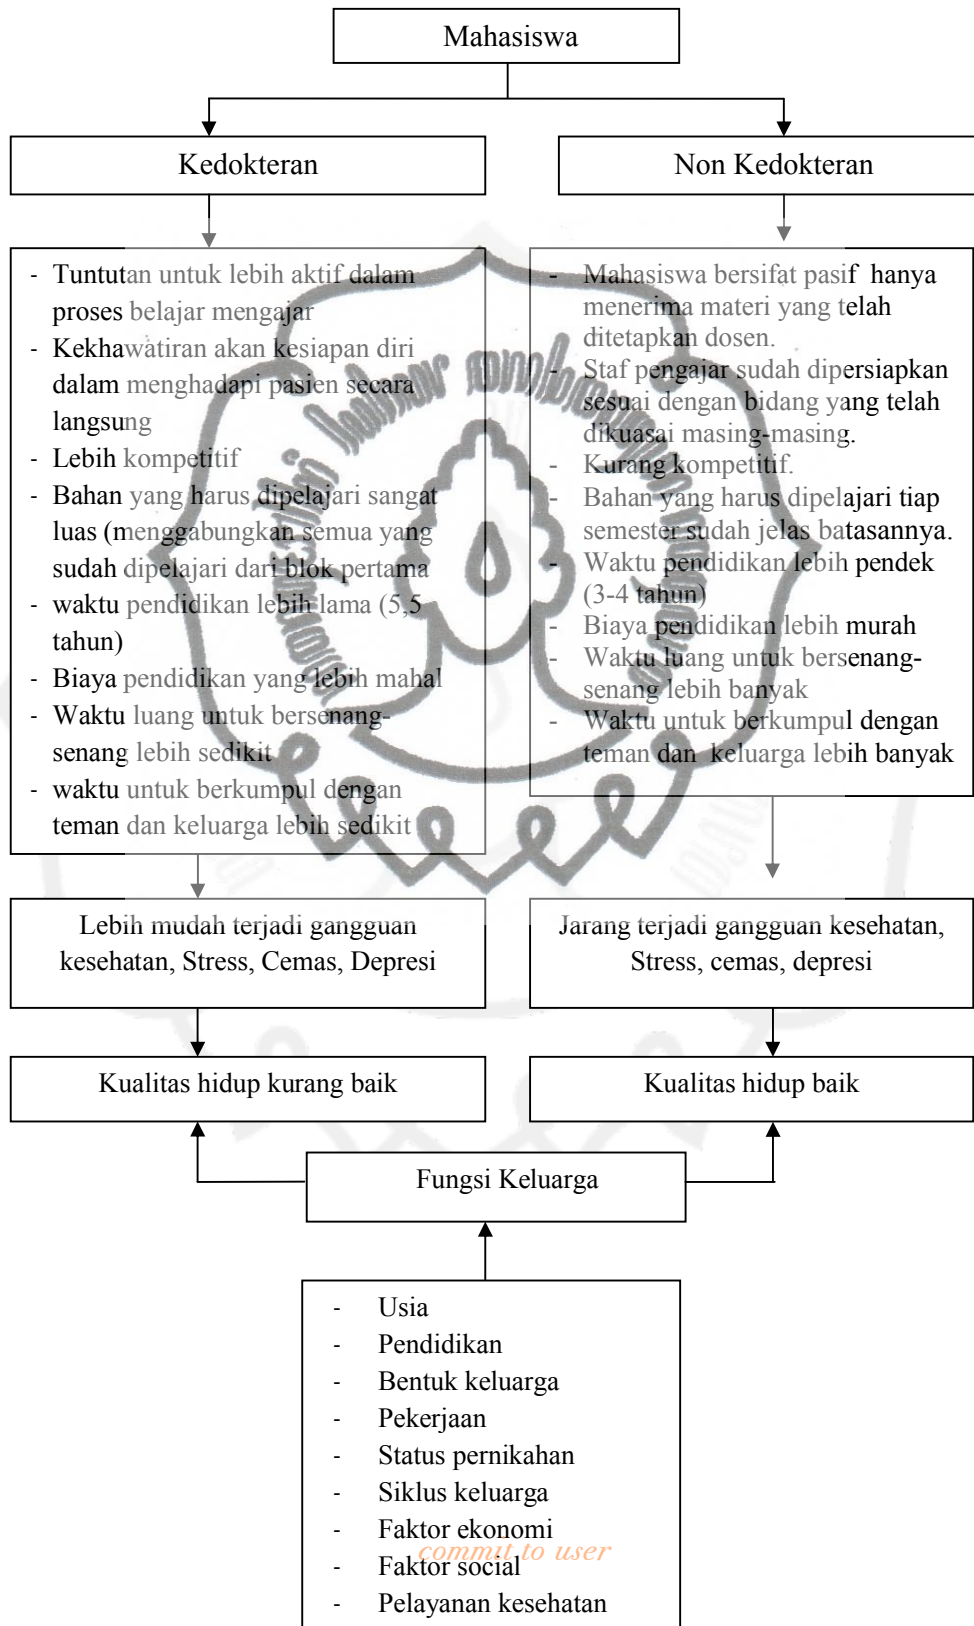 Mahasiswa
Kedokteran
Non Kedokteran
- Tuntutan untuk lebih aktif dalam
proses belajar mengajar
- Kekhawatiran akan kesiapan diri
dalam menghadapi pasien secara
langsung
- Lebih kompetitif
- Bahan yang harus dipelajari sangat
luas (menggabungkan semua yang
sudah dipelajari dari blok pertama
- waktu pendidikan lebih lama (5,5
tahun)
- Biaya pendidikan yang lebih mahal
- Waktu luang untuk bersenang-
senang lebih sedikit
- waktu untuk berkumpul dengan
teman dan keluarga lebih sedikit
- Mahasiswa bersifat pasif hanya
menerima materi yang telah
ditetapkan dosen.
- Staf pengajar sudah dipersiapkan
sesuai dengan bidang yang telah
dikuasai masing-masing.
- Kurang kompetitif.
- Bahan yang harus dipelajari tiap
semester sudah jelas batasannya.
- Waktu pendidikan lebih pendek
(3-4 tahun)
- Biaya pendidikan lebih murah
- Waktu luang untuk bersenang-
senang lebih banyak
- Waktu untuk berkumpul dengan
teman dan keluarga lebih banyak
Lebih mudah terjadi gangguan
kesehatan, Stress, Cemas, Depresi
Jarang terjadi gangguan kesehatan,
Stress, cemas, depresi
Kualitas hidup kurang baik
Kualitas hidup baik
Fungsi Keluarga
- Usia
- Pendidikan
- Bentuk keluarga
- Pekerjaan
- Status pernikahan
- Siklus keluarga
- Faktor ekonomi
commit to user
- Faktor social
- Pelayanan kesehatan